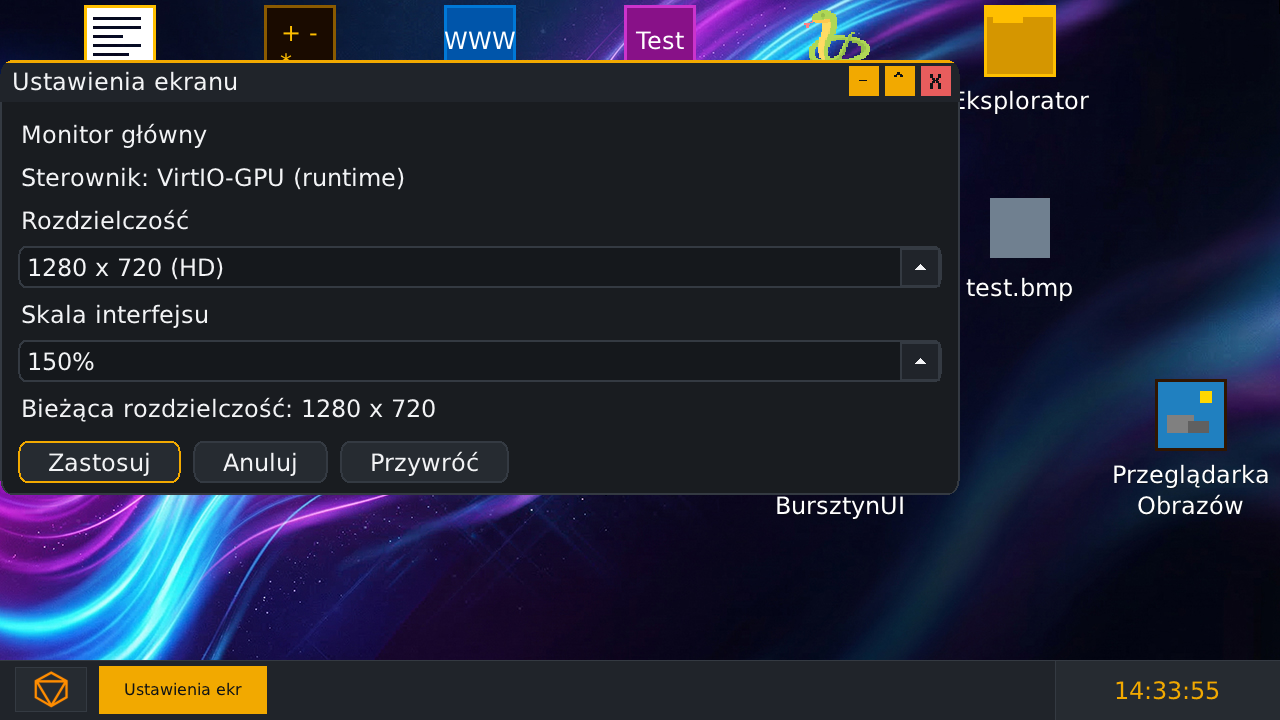 + -
*
WWW
Test
Ustawienia ekranu
- ^ X
Eksplorator
Monitor główny
Sterownik: VirtIO-GPU (runtime)
Rozdzielczość
1280 x 720 (HD)
test.bmp
Skala interfejsu
150%
Bieżąca rozdzielczość: 1280 x 720
Zastosuj
Anuluj
Przywróć
BursztynUI
Przeglądarka
Obrazów
Ustawienia ekr
14:33:55